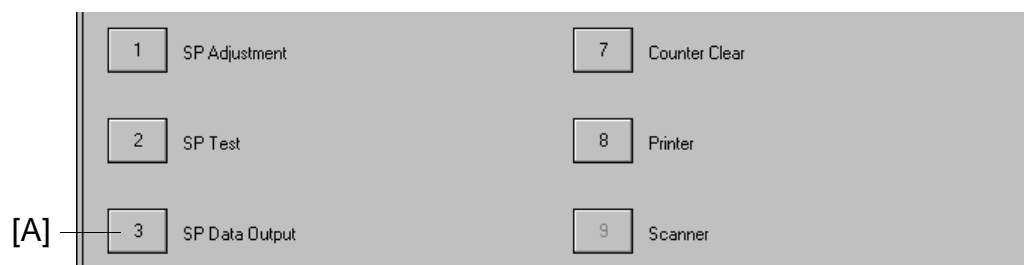 1 SP Adjustment 7 Counter Clear
2 SP Test 8 Printer
[A] 3 SP Data Output 9 Scanner